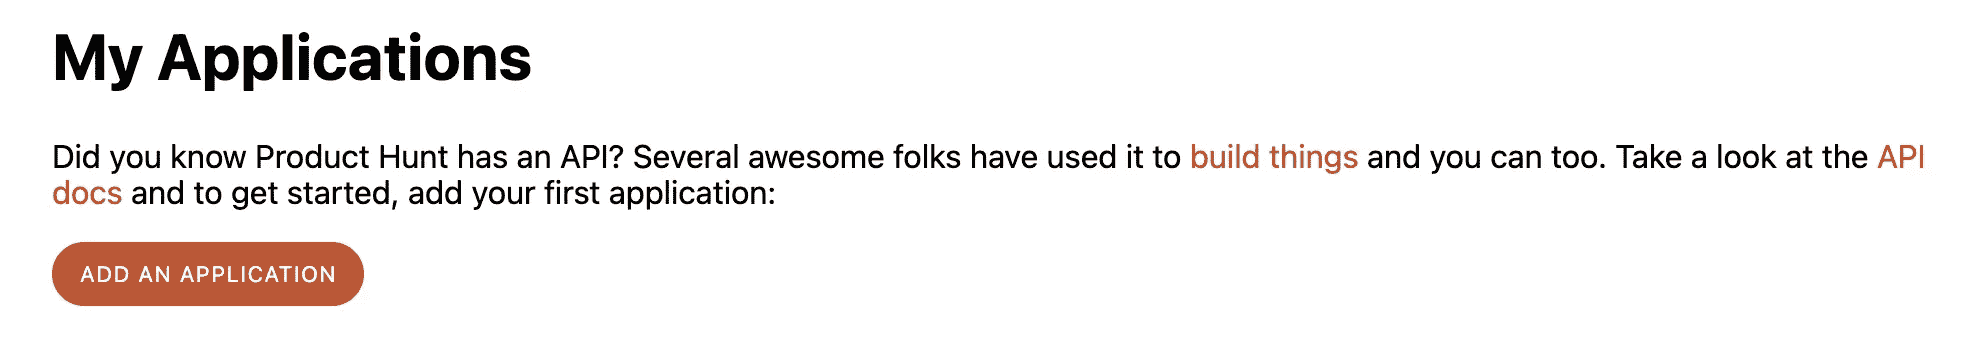 My Applications
Did you know Product Hunt has an API? Several awesome folks have used it to build things and you can too. Take a look at the API
docs and to get started, add your first application:
ADD AN APPLICATION